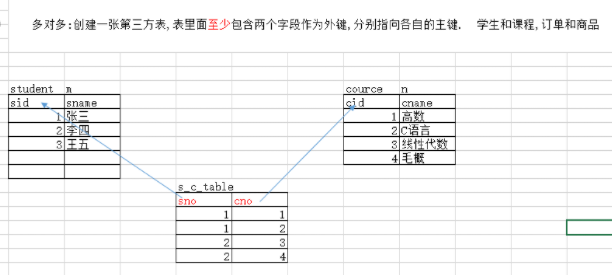 多对多:创建一张第三方表,表里面至少包含两个字段作为外键,分别指向各自的主键. 学生和课程,订单和商品
student m
cource n
sid sname
cid cname
1 张三
1 高数
2 李四
2 C语言
3 王五
3 线性代数
4 毛概
s_c_table
sno cno
1 1
1 2
2 3
2 4